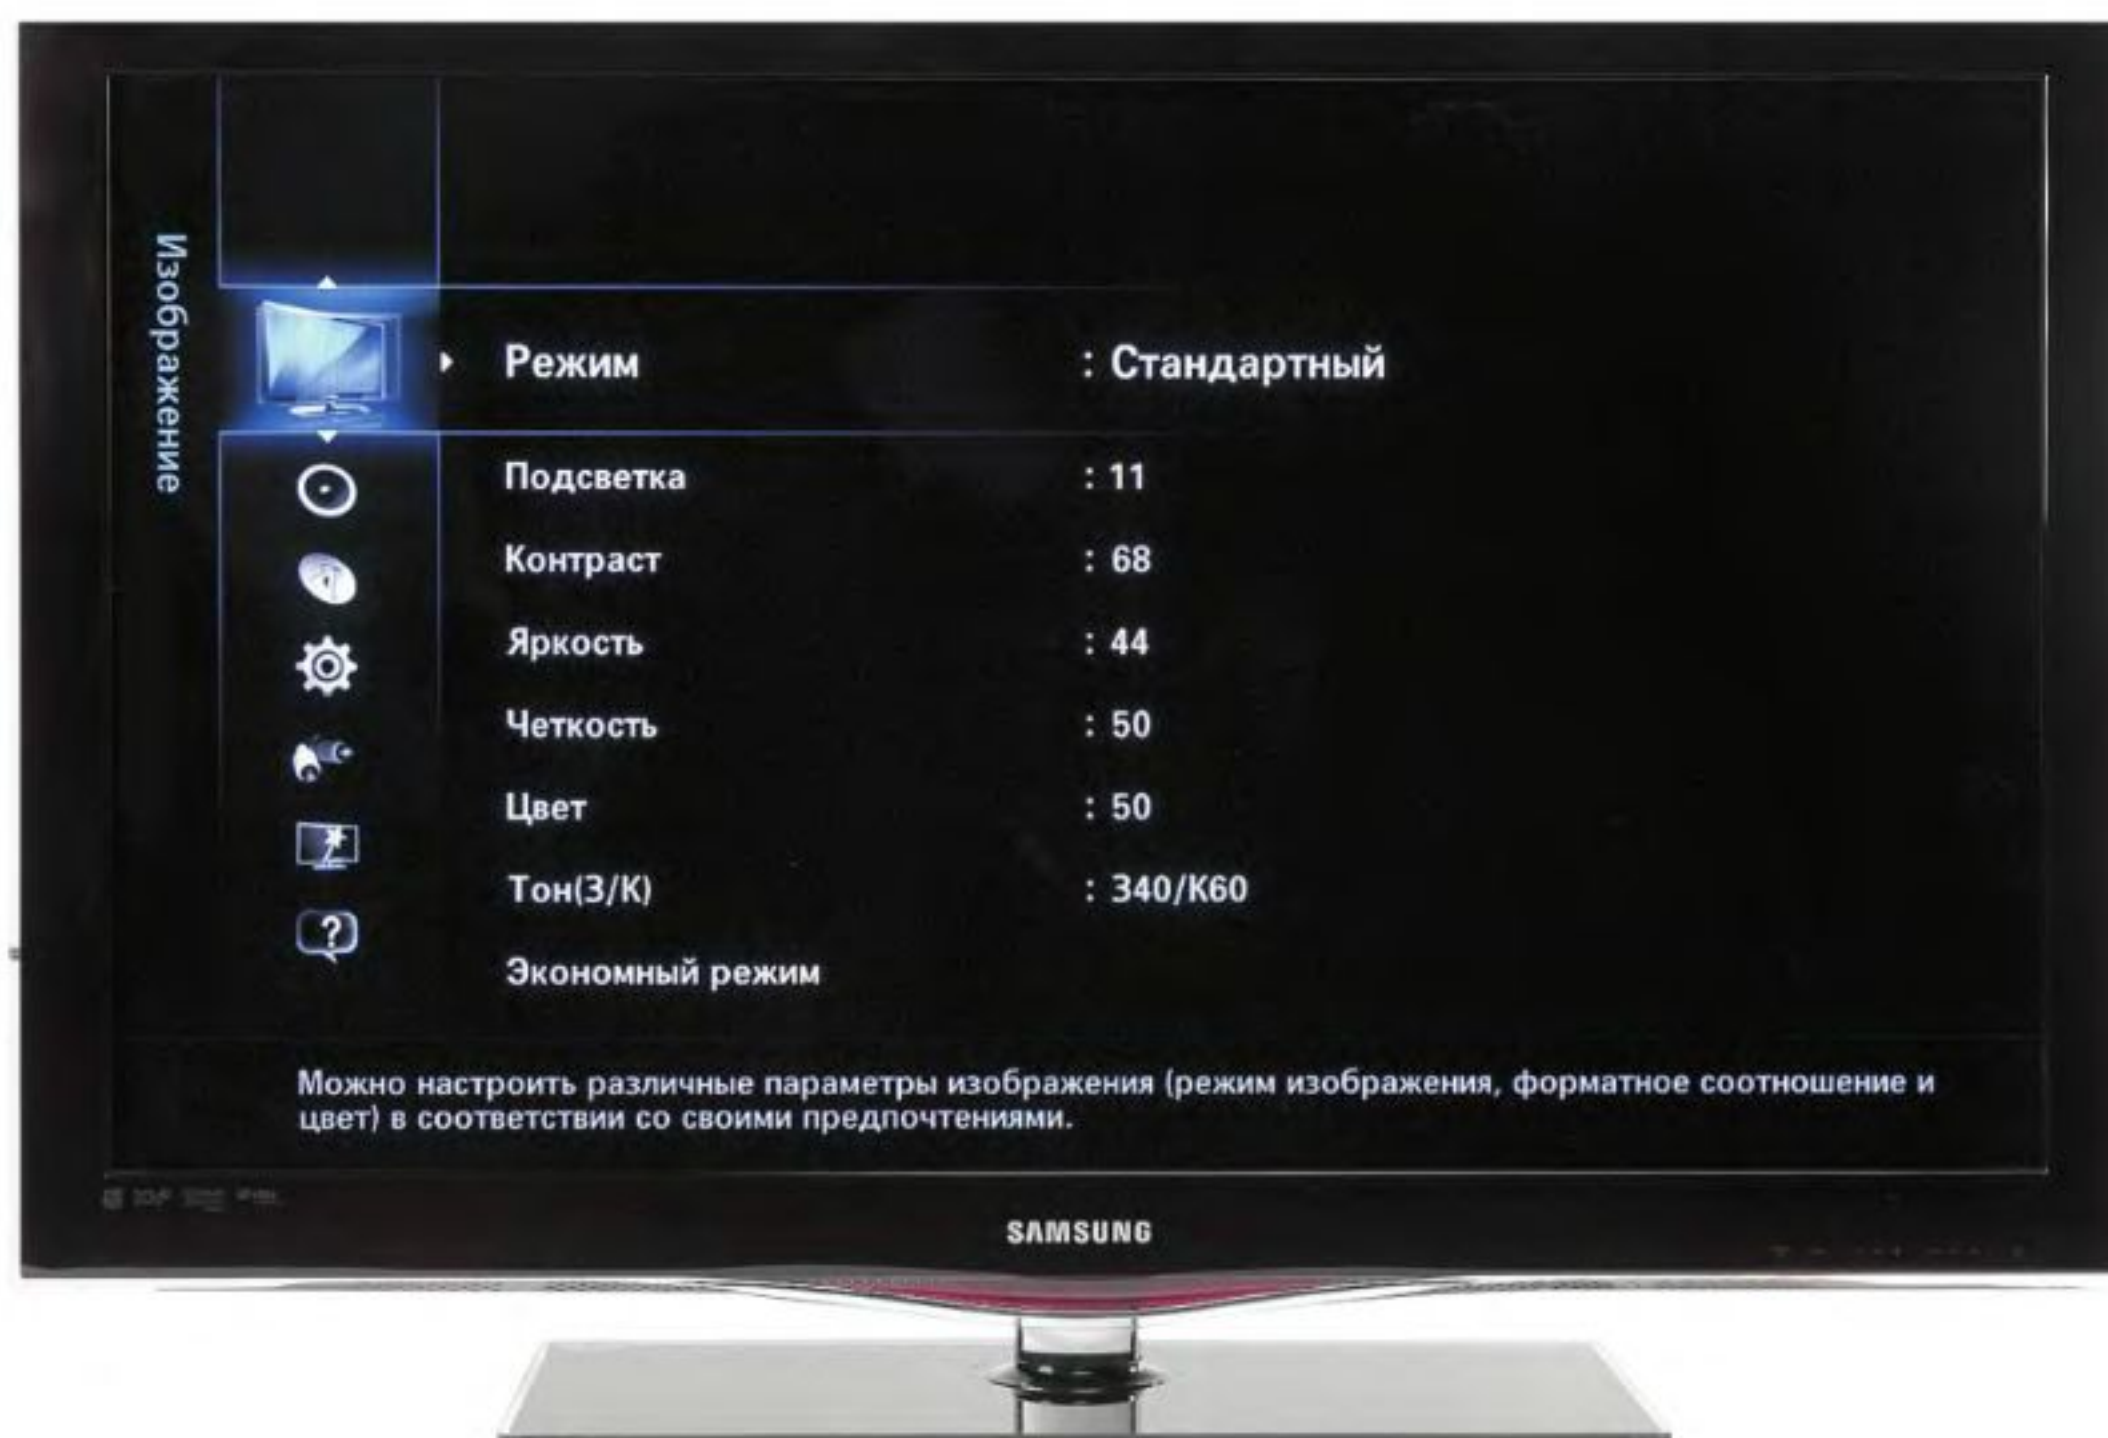 Изображение
Режим : Стандартный
Подсветка : 11
Контраст : 68
Яркость : 44
Четкость : 50
Цвет : 50
Тон(З/К) : З40/К60
Экономный режим
Можно настроить различные параметры изображения (режим изображения, форматное соотношение и
цвет) в соответствии со своими предпочтениями.
SAMSUNG